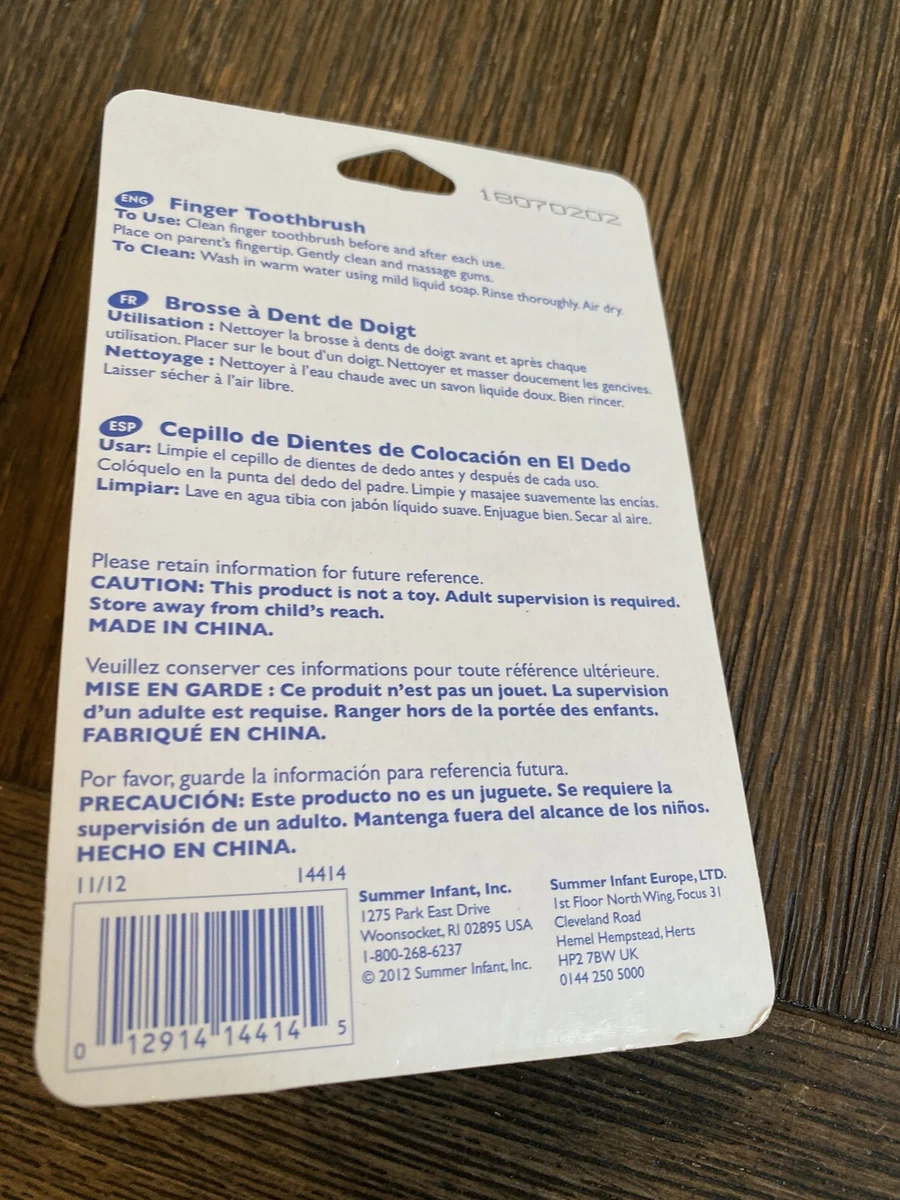 18070202
ENG Finger Toothbrush
To Use: Clean finger toothbrush before and after each use.
Place on parent's fingertip. Gently clean and massage gums.
To Clean: Wash in warm water using mild liquid soap. Rinse thoroughly. Air dry.
FR Brosse à Dent de Doigt
Utilisation : Nettoyer la brosse à dents de doigt avant et après chaque
utilisation. Placer sur le bout d'un doigt. Nettoyer et masser doucement les gencives.
Nettoyage : Nettoyer à l'eau chaude avec un savon liquide doux. Bien rincer.
Laisser sécher à l'air libre.
ESP Cepillo de Dientes de Colocación en El Dedo
Usar: Limpie el cepillo de dientes de dedo antes y después de cada uso.
Colóquelo en la punta del dedo del padre. Limpie y masajee suavemente las encías.
Limpiar: Lave en agua tibia con jabón líquido suave. Enjuague bien. Secar al aire.
Please retain information for future reference.
CAUTION: This product is not a toy. Adult supervision is required.
Store away from child's reach.
MADE IN CHINA.
Veuillez conserver ces informations pour toute référence ultérieure.
MISE EN GARDE : Ce produit n'est pas un jouet. La supervision
d'un adulte est requise. Ranger hors de la portée des enfants.
FABRIQUÉ EN CHINA.
Por favor, guarde la información para referencia futura.
PRECAUCIÓN: Este producto no es un juguete. Se requiere la
supervisión de un adulto. Mantenga fuera del alcance de los niños.
HECHO EN CHINA.
11/12 14414
0 12914 14414 5
Summer Infant, Inc.
1275 Park East Drive
Woonsocket, RI 02895 USA
1-800-268-6237
© 2012 Summer Infant, Inc.
Summer Infant Europe, LTD.
1st Floor North Wing, Focus 31
Cleveland Road
Hemel Hempstead, Herts
HP2 7BW UK
0144 250 5000